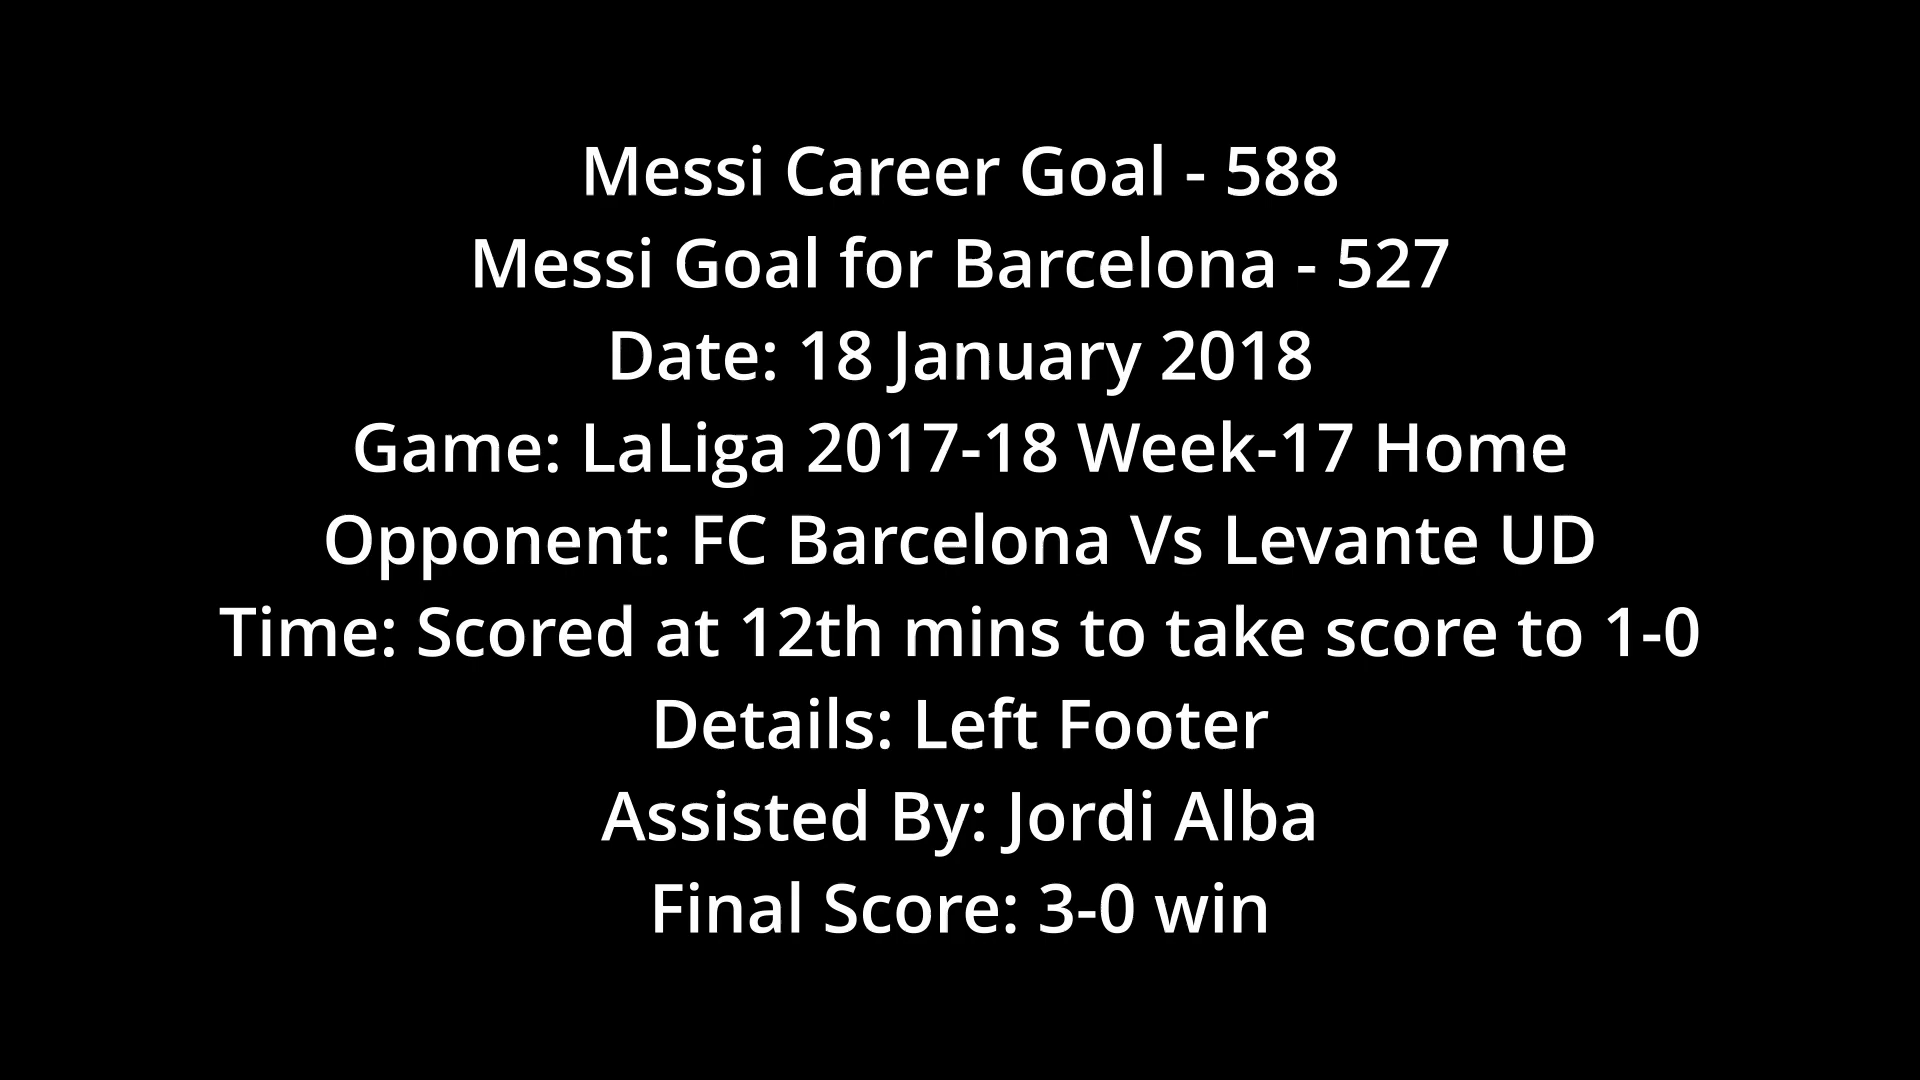 Messi Career Goal - 588
Messi Goal for Barcelona - 527
Date: 18 January 2018
Game: LaLiga 2017-18 Week-17 Home
Opponent: FC Barcelona Vs Levante UD
Time: Scored at 12th mins to take score to 1-0
Details: Left Footer
Assisted By: Jordi Alba
Final Score: 3-0 win